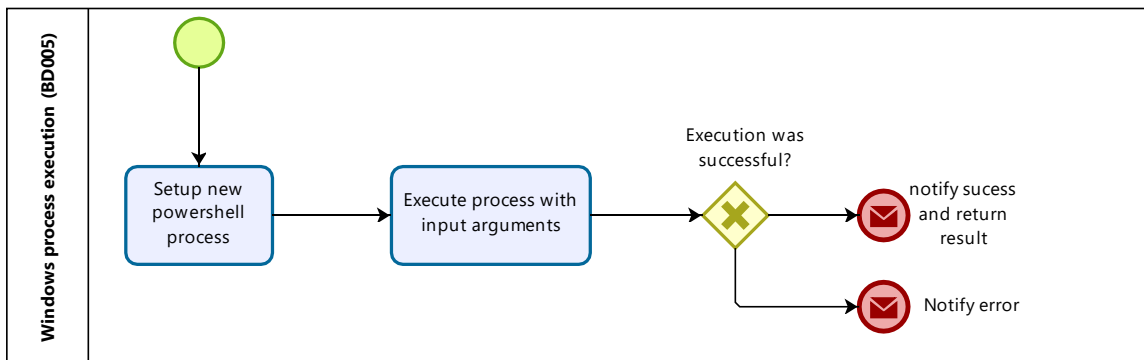 Windows process execution (BD005)
Setup new
powershell
process
Execute process with
input arguments
Execution was
successful?
notify sucess
and return
result
Notify error